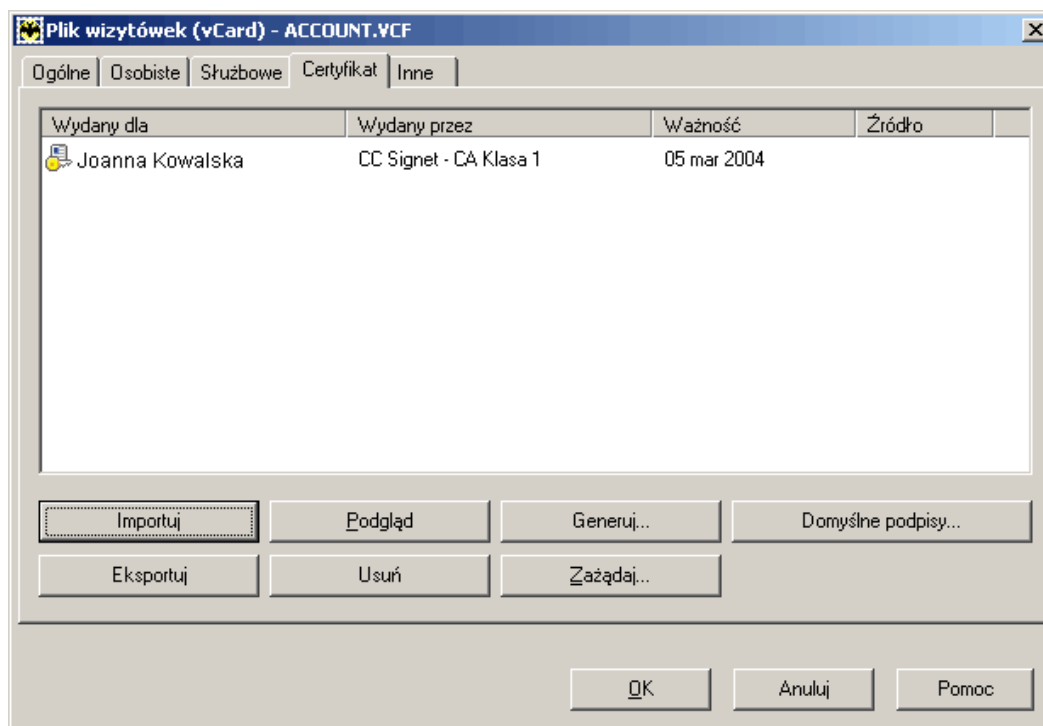 Plik wizytówek (vCard) - ACCOUNT.VCF
Ogólne Osobiste Służbowe Certyfikat Inne
Wydany dla Wydany przez Ważność Źródło
Joanna Kowalska CC Signet - CA Klasa 1 05 mar 2004
Importuj Podgląd Generuj... Domyślne podpisy...
Eksportuj Usuń Zażądaj...
OK Anuluj Pomoc